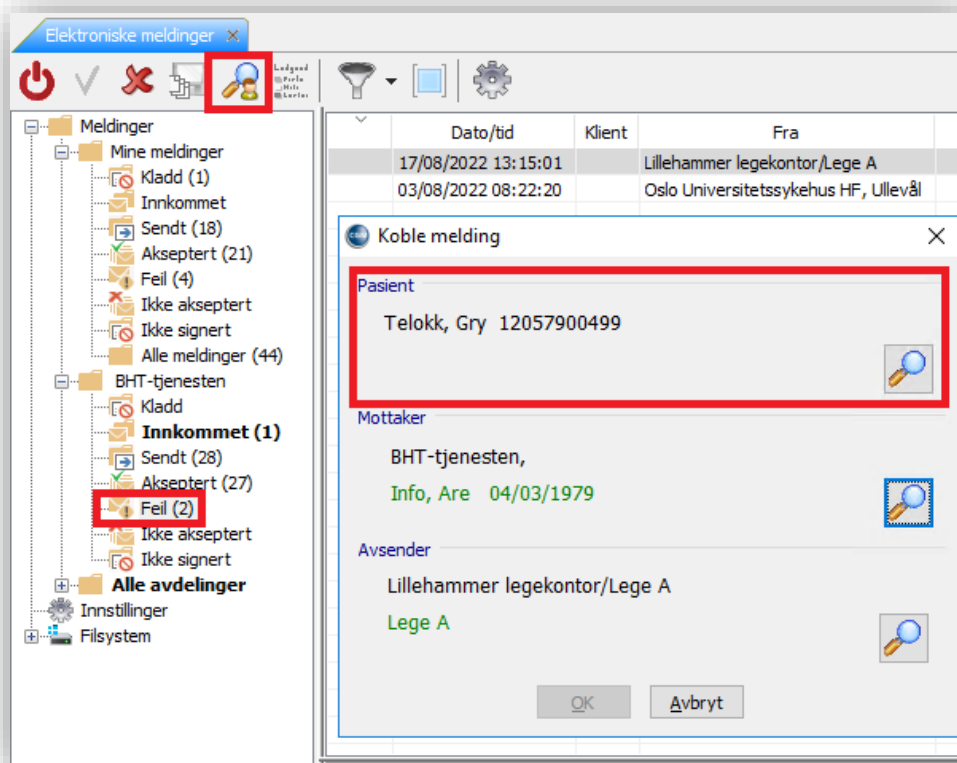 Elektroniske meldinger
Dato/tid Klient Fra
17/08/2022 13:15:01 Lillehammer legekontor/Lege A
03/08/2022 08:22:20 Oslo Universitetssykehus HF, Ullevål
Meldinger
Mine meldinger
Kladd (1)
Innkommet
Sendt (18)
Akseptert (21)
Feil (4)
Ikke akseptert
Ikke signert
Alle meldinger (44)
BHT-tjenesten
Kladd
Innkommet (1)
Sendt (28)
Akseptert (27)
Feil (2)
Ikke akseptert
Ikke signert
Alle avdelinger
Innstillinger
Filsystem
Koble melding
Pasient
Telokk, Gry 12057900499
Mottaker
BHT-tjenesten,
Info, Are 04/03/1979
Avsender
Lillehammer legekontor/Lege A
Lege A
OK Avbryt